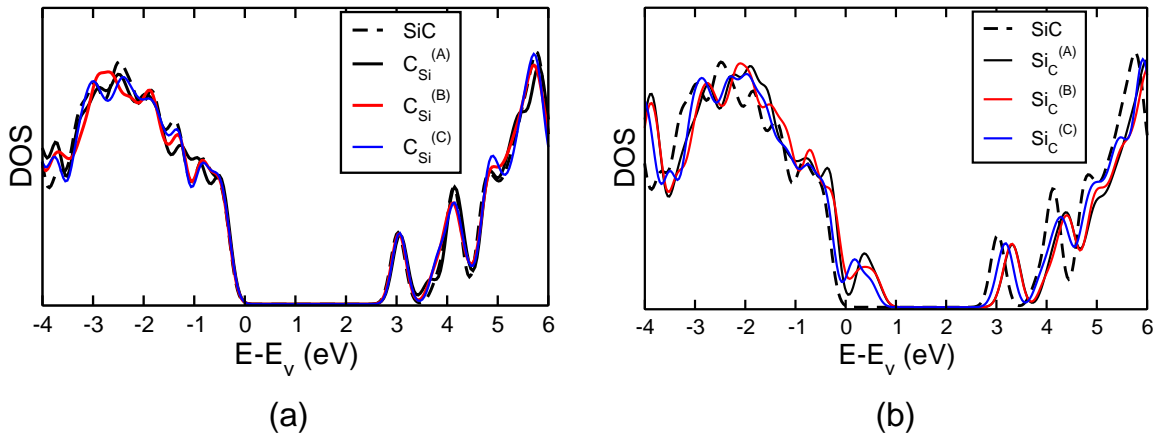 SiC
C_Si^(A)
C_Si^(B)
C_Si^(C)
DOS
-4 -3 -2 -1 0 1 2 3 4 5 6
E-E_v (eV)
(a)
SiC
Si_C^(A)
Si_C^(B)
Si_C^(C)
DOS
-4 -3 -2 -1 0 1 2 3 4 5 6
E-E_v (eV)
(b)